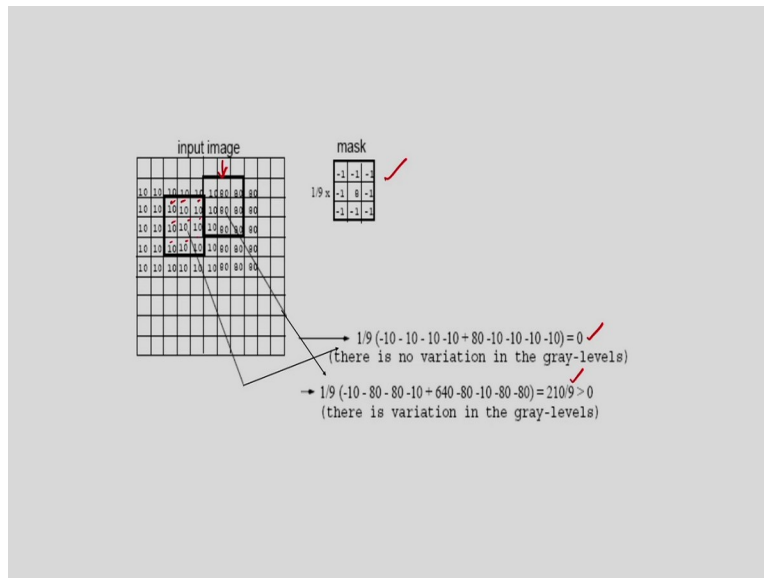 input image
mask
10 10 10 10 10 10 80 80 80
10 10 10 10 10 10 80 80 80
10 10 10 10 10 10 80 80 80
10 10 10 10 10 10 80 80 80
10 10 10 10 10 10 80 80 80
-1 -1 -1
1/9 x -1 8 -1
-1 -1 -1
1/9 (-10 - 10 - 10 -10 + 80 -10 -10 -10 -10) = 0
(there is no variation in the gray-levels)
1/9 (-10 - 80 - 80 -10 + 640 -80 -10 -80 -80) = 210/9 > 0
(there is variation in the gray-levels)